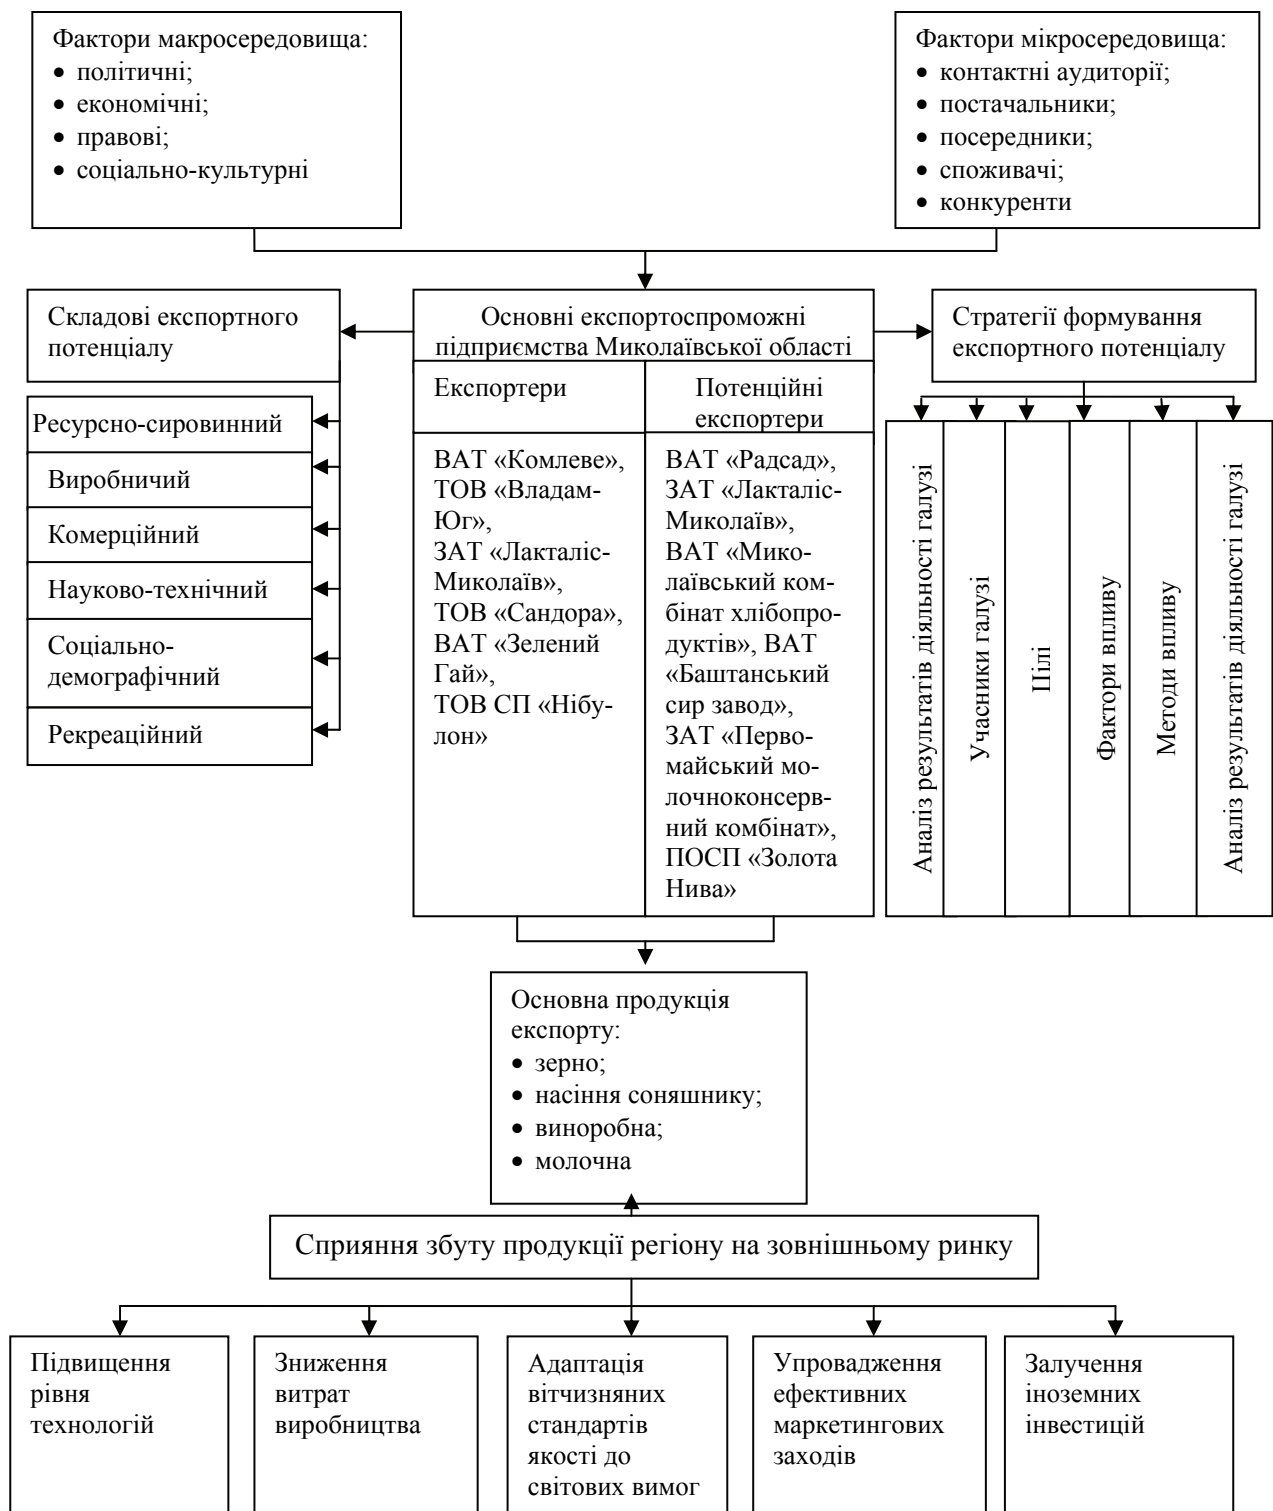 Фактори макросередовища:
• політичні;
• економічні;
• правові;
• соціально-культурні
Фактори мікросередовища:
• контактні аудиторії;
• постачальники;
• посередники;
• споживачі;
• конкуренти
Складові експортного
потенціалу
Ресурсно-сировинний
Виробничий
Комерційний
Науково-технічний
Соціально-
демографічний
Рекреаційний
Основні експортоспроможні
підприємства Миколаївської області
Експортери
ВАТ «Комлеве»,
ТОВ «Владам-
Юг»,
ЗАТ «Лакталіс-
Миколаїв»,
ТОВ «Сандора»,
ВАТ «Зелений
Гай»,
ТОВ СП «Нібу-
лон»
Потенційні
експортери
ВАТ «Радсад»,
ЗАТ «Лакталіс-
Миколаїв»,
ВАТ «Мико-
лаївський ком-
бінат хлібопро-
дуктів», ВАТ
«Баштанський
сир завод»,
ЗАТ «Перво-
майський мо-
лочноконсерв-
ний комбінат»,
ПОСП «Золота
Нива»
Стратегії формування
експортного потенціалу
Аналіз результатів діяльності галузі
Учасники галузі
Цілі
Фактори впливу
Методи впливу
Аналіз результатів діяльності галузі
Основна продукція
експорту:
• зерно;
• насіння соняшнику;
• виноробна;
• молочна
Сприяння збуту продукції регіону на зовнішньому ринку
Підвищення
рівня
технологій
Зниження
витрат
виробництва
Адаптація
вітчизняних
стандартів
якості до
світових вимог
Упровадження
ефективних
маркетингових
заходів
Залучення
іноземних
інвестицій